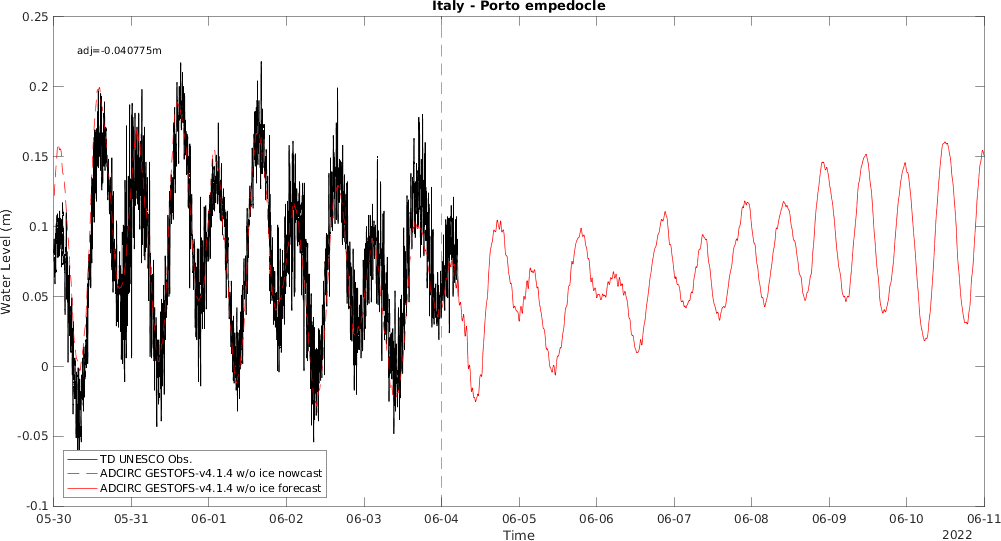 Italy - Porto empedocle
0.25
0.2
0.15
0.1
0.05
0
-0.05
-0.1
Water Level (m)
adj=-0.040775m
TD UNESCO Obs.
ADCIRC GESTOFS-v4.1.4 w/o ice nowcast
ADCIRC GESTOFS-v4.1.4 w/o ice forecast
05-30 05-31 06-01 06-02 06-03 06-04 06-05 06-06 06-07 06-08 06-09 06-10 06-11
Time
2022